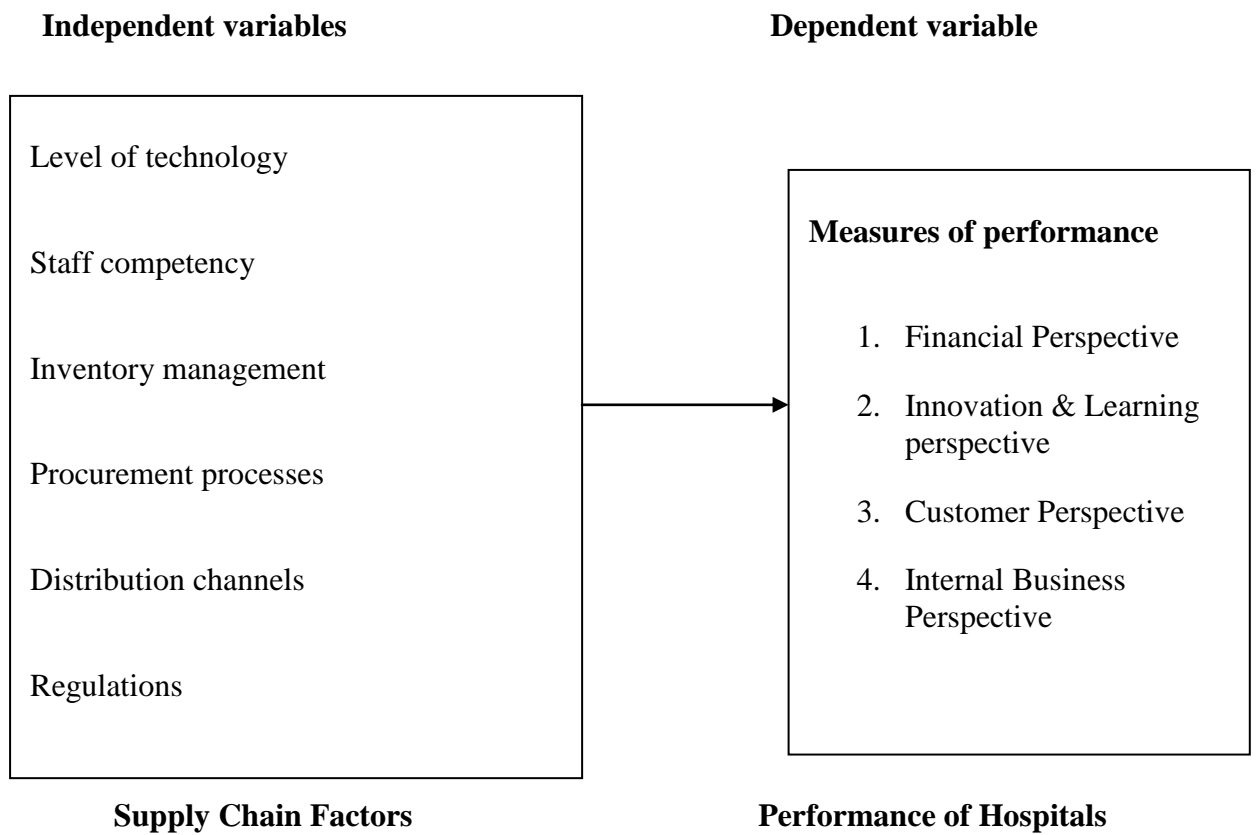 Independent variables
Dependent variable
Level of technology
Staff competency
Inventory management
Procurement processes
Distribution channels
Regulations
Measures of performance
1. Financial Perspective
2. Innovation & Learning
perspective
3. Customer Perspective
4. Internal Business
Perspective
Supply Chain Factors
Performance of Hospitals